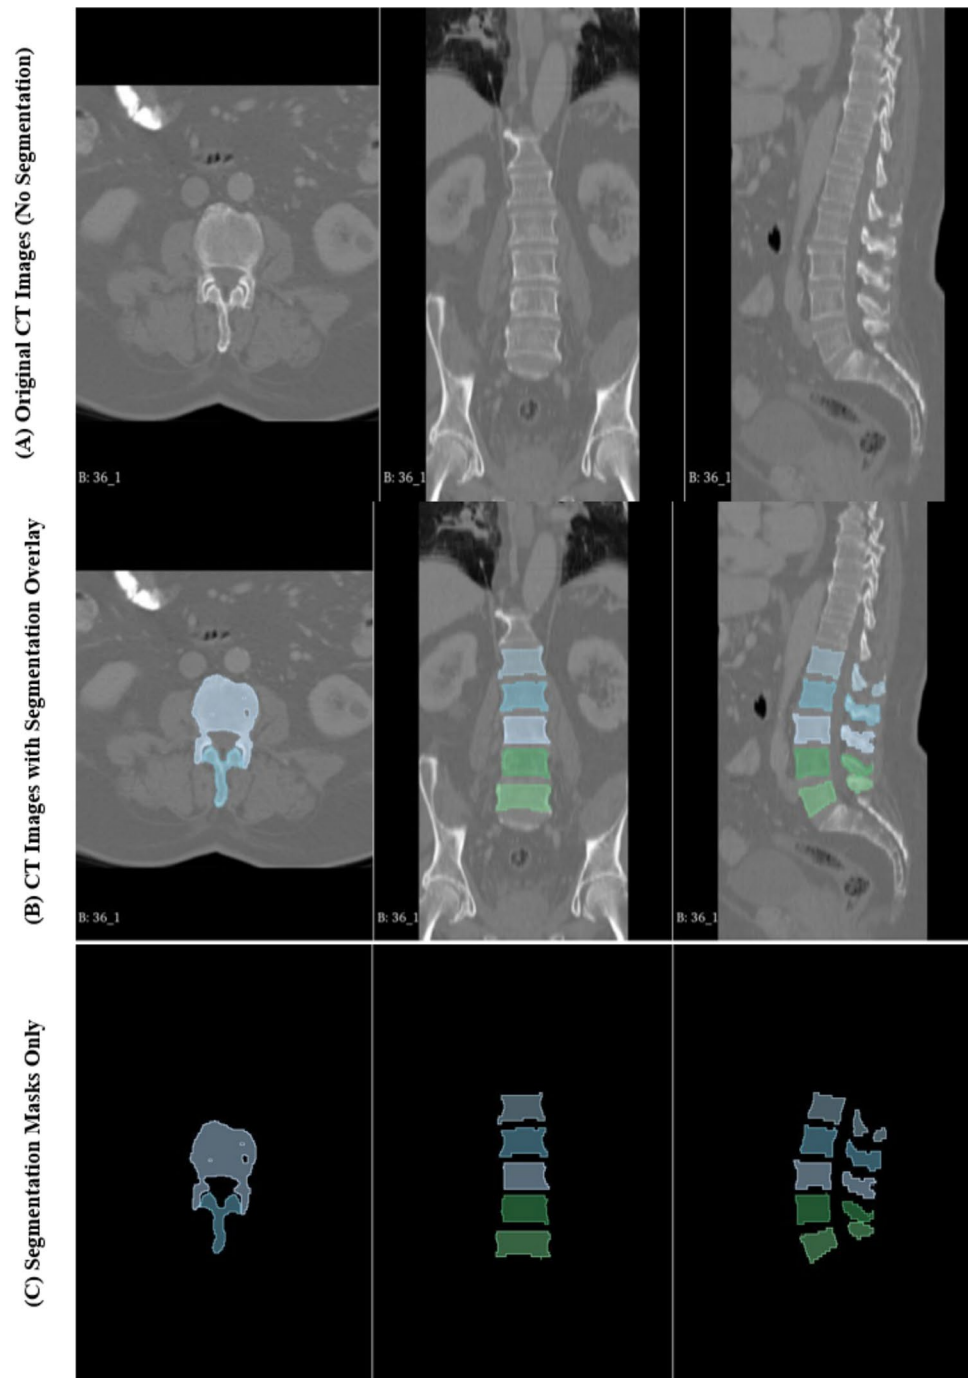 (A) Original CT Images (No Segmentation)
B: 36_1
B: 36_1
B: 36_1
(B) CT Images with Segmentation Overlay
B: 36_1
B: 36_1
B: 36_1
(C) Segmentation Masks Only